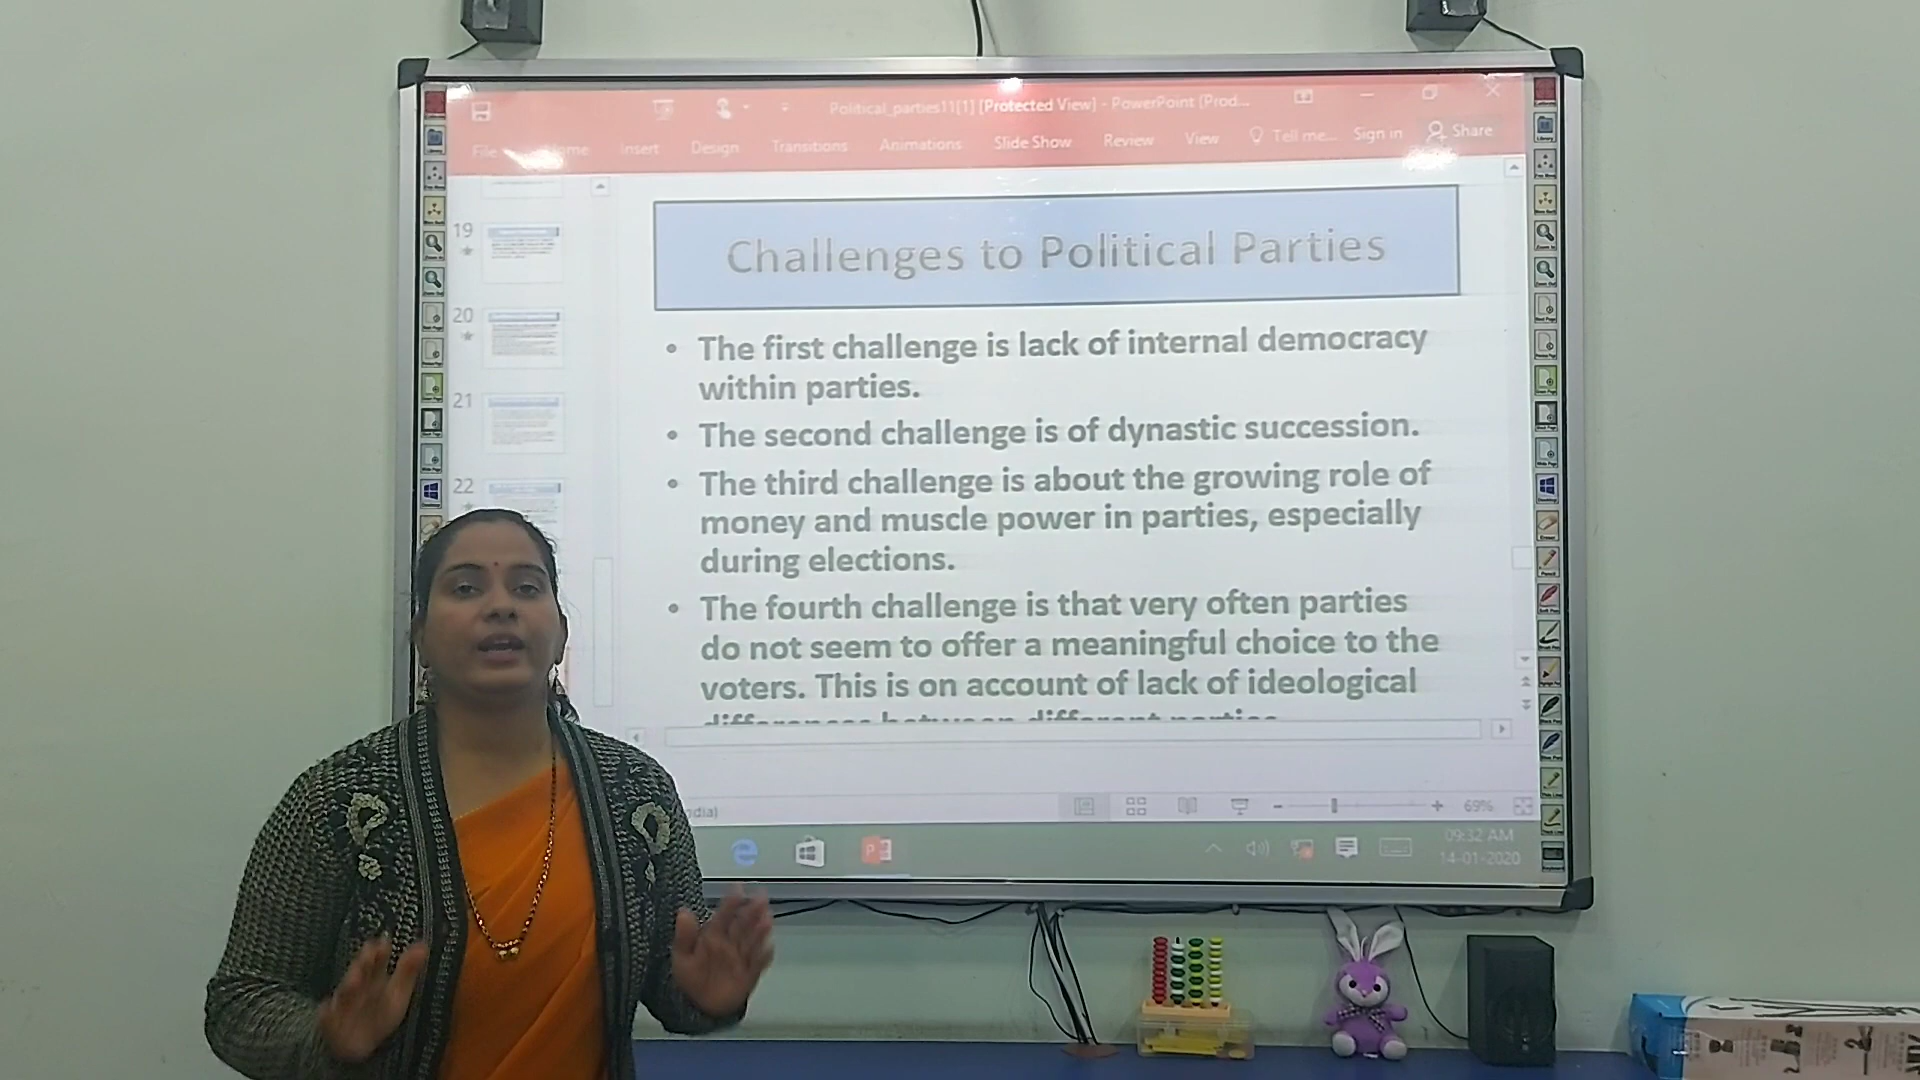 Political_parties11[1] [Protected View] - PowerPoint (Prod...
File Home Insert Design Transitions Animations Slide Show Review View Tell me... Sign in Share
19
20
21
22
Challenges to Political Parties
• The first challenge is lack of internal democracy
within parties.
• The second challenge is of dynastic succession.
• The third challenge is about the growing role of
money and muscle power in parties, especially
during elections.
• The fourth challenge is that very often parties
do not seem to offer a meaningful choice to the
voters. This is on account of lack of ideological
differences between different parties
69%
09:32 AM
14-01-2020